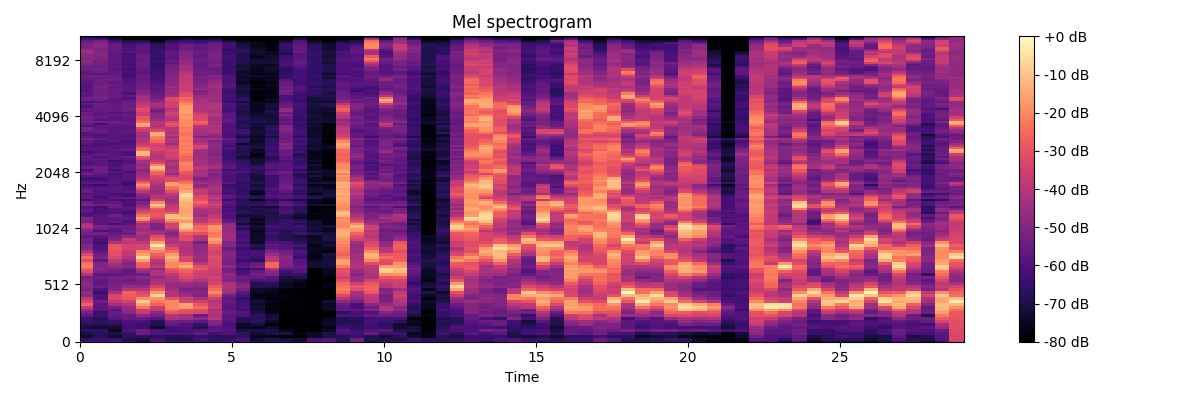 Mel spectrogram
8192
4096
2048
1024
512
0
Hz
0 5 10 15 20 25
Time
+0 dB
-10 dB
-20 dB
-30 dB
-40 dB
-50 dB
-60 dB
-70 dB
-80 dB